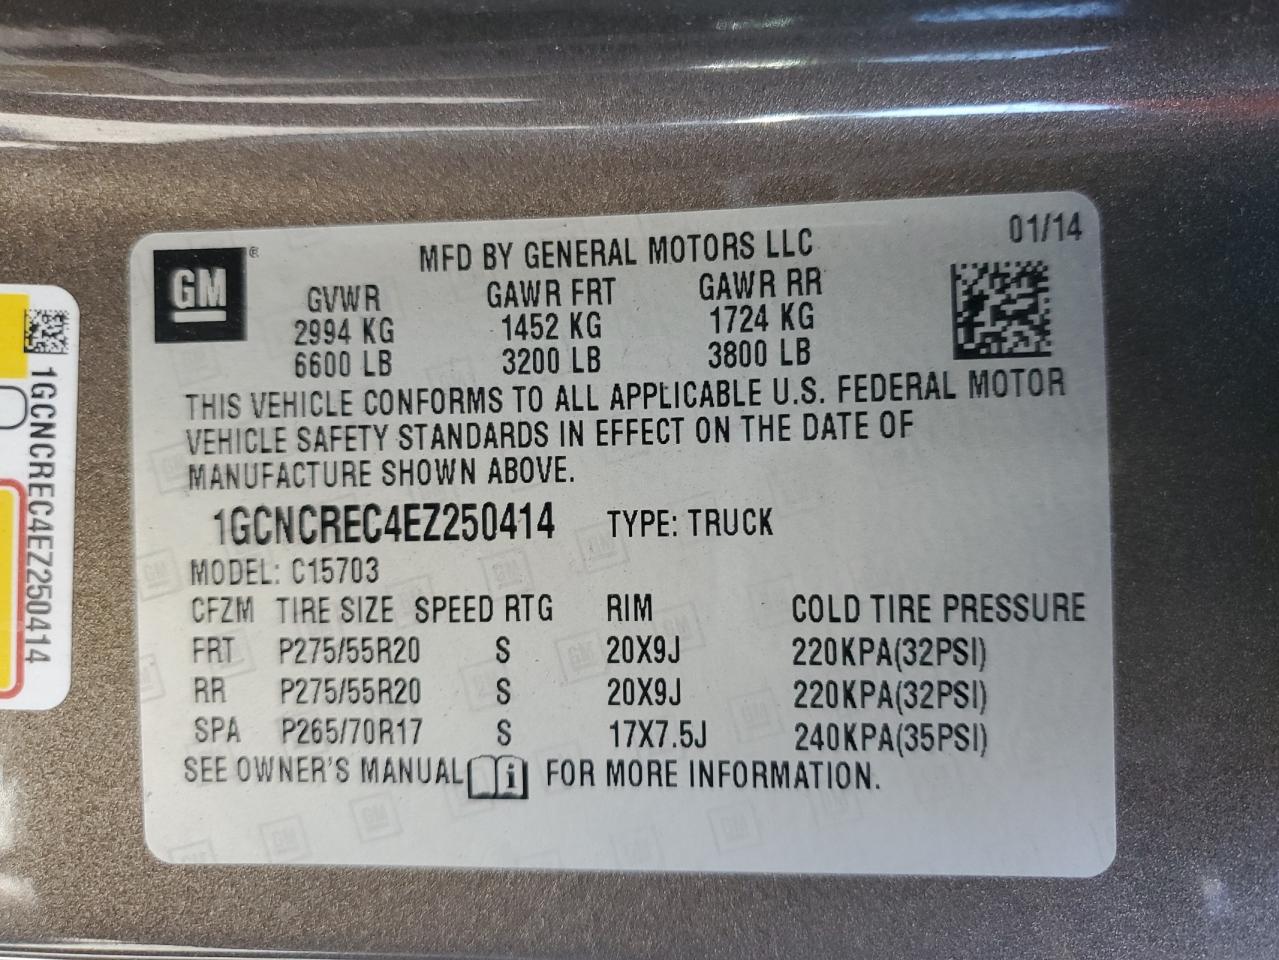 01/14
GM ®
MFD BY GENERAL MOTORS LLC
GVWR GAWR FRT GAWR RR
2994 KG 1452 KG 1724 KG
6600 LB 3200 LB 3800 LB
THIS VEHICLE CONFORMS TO ALL APPLICABLE U.S. FEDERAL MOTOR
VEHICLE SAFETY STANDARDS IN EFFECT ON THE DATE OF
MANUFACTURE SHOWN ABOVE.
1GCNCREC4EZ250414 TYPE: TRUCK
MODEL: C15703
CFZM TIRE SIZE SPEED RTG RIM COLD TIRE PRESSURE
FRT P275/55R20 S 20X9J 220KPA(32PSI)
RR P275/55R20 S 20X9J 220KPA(32PSI)
SPA P265/70R17 S 17X7.5J 240KPA(35PSI)
SEE OWNER'S MANUAL i FOR MORE INFORMATION.
1GCNCREC4EZ250414